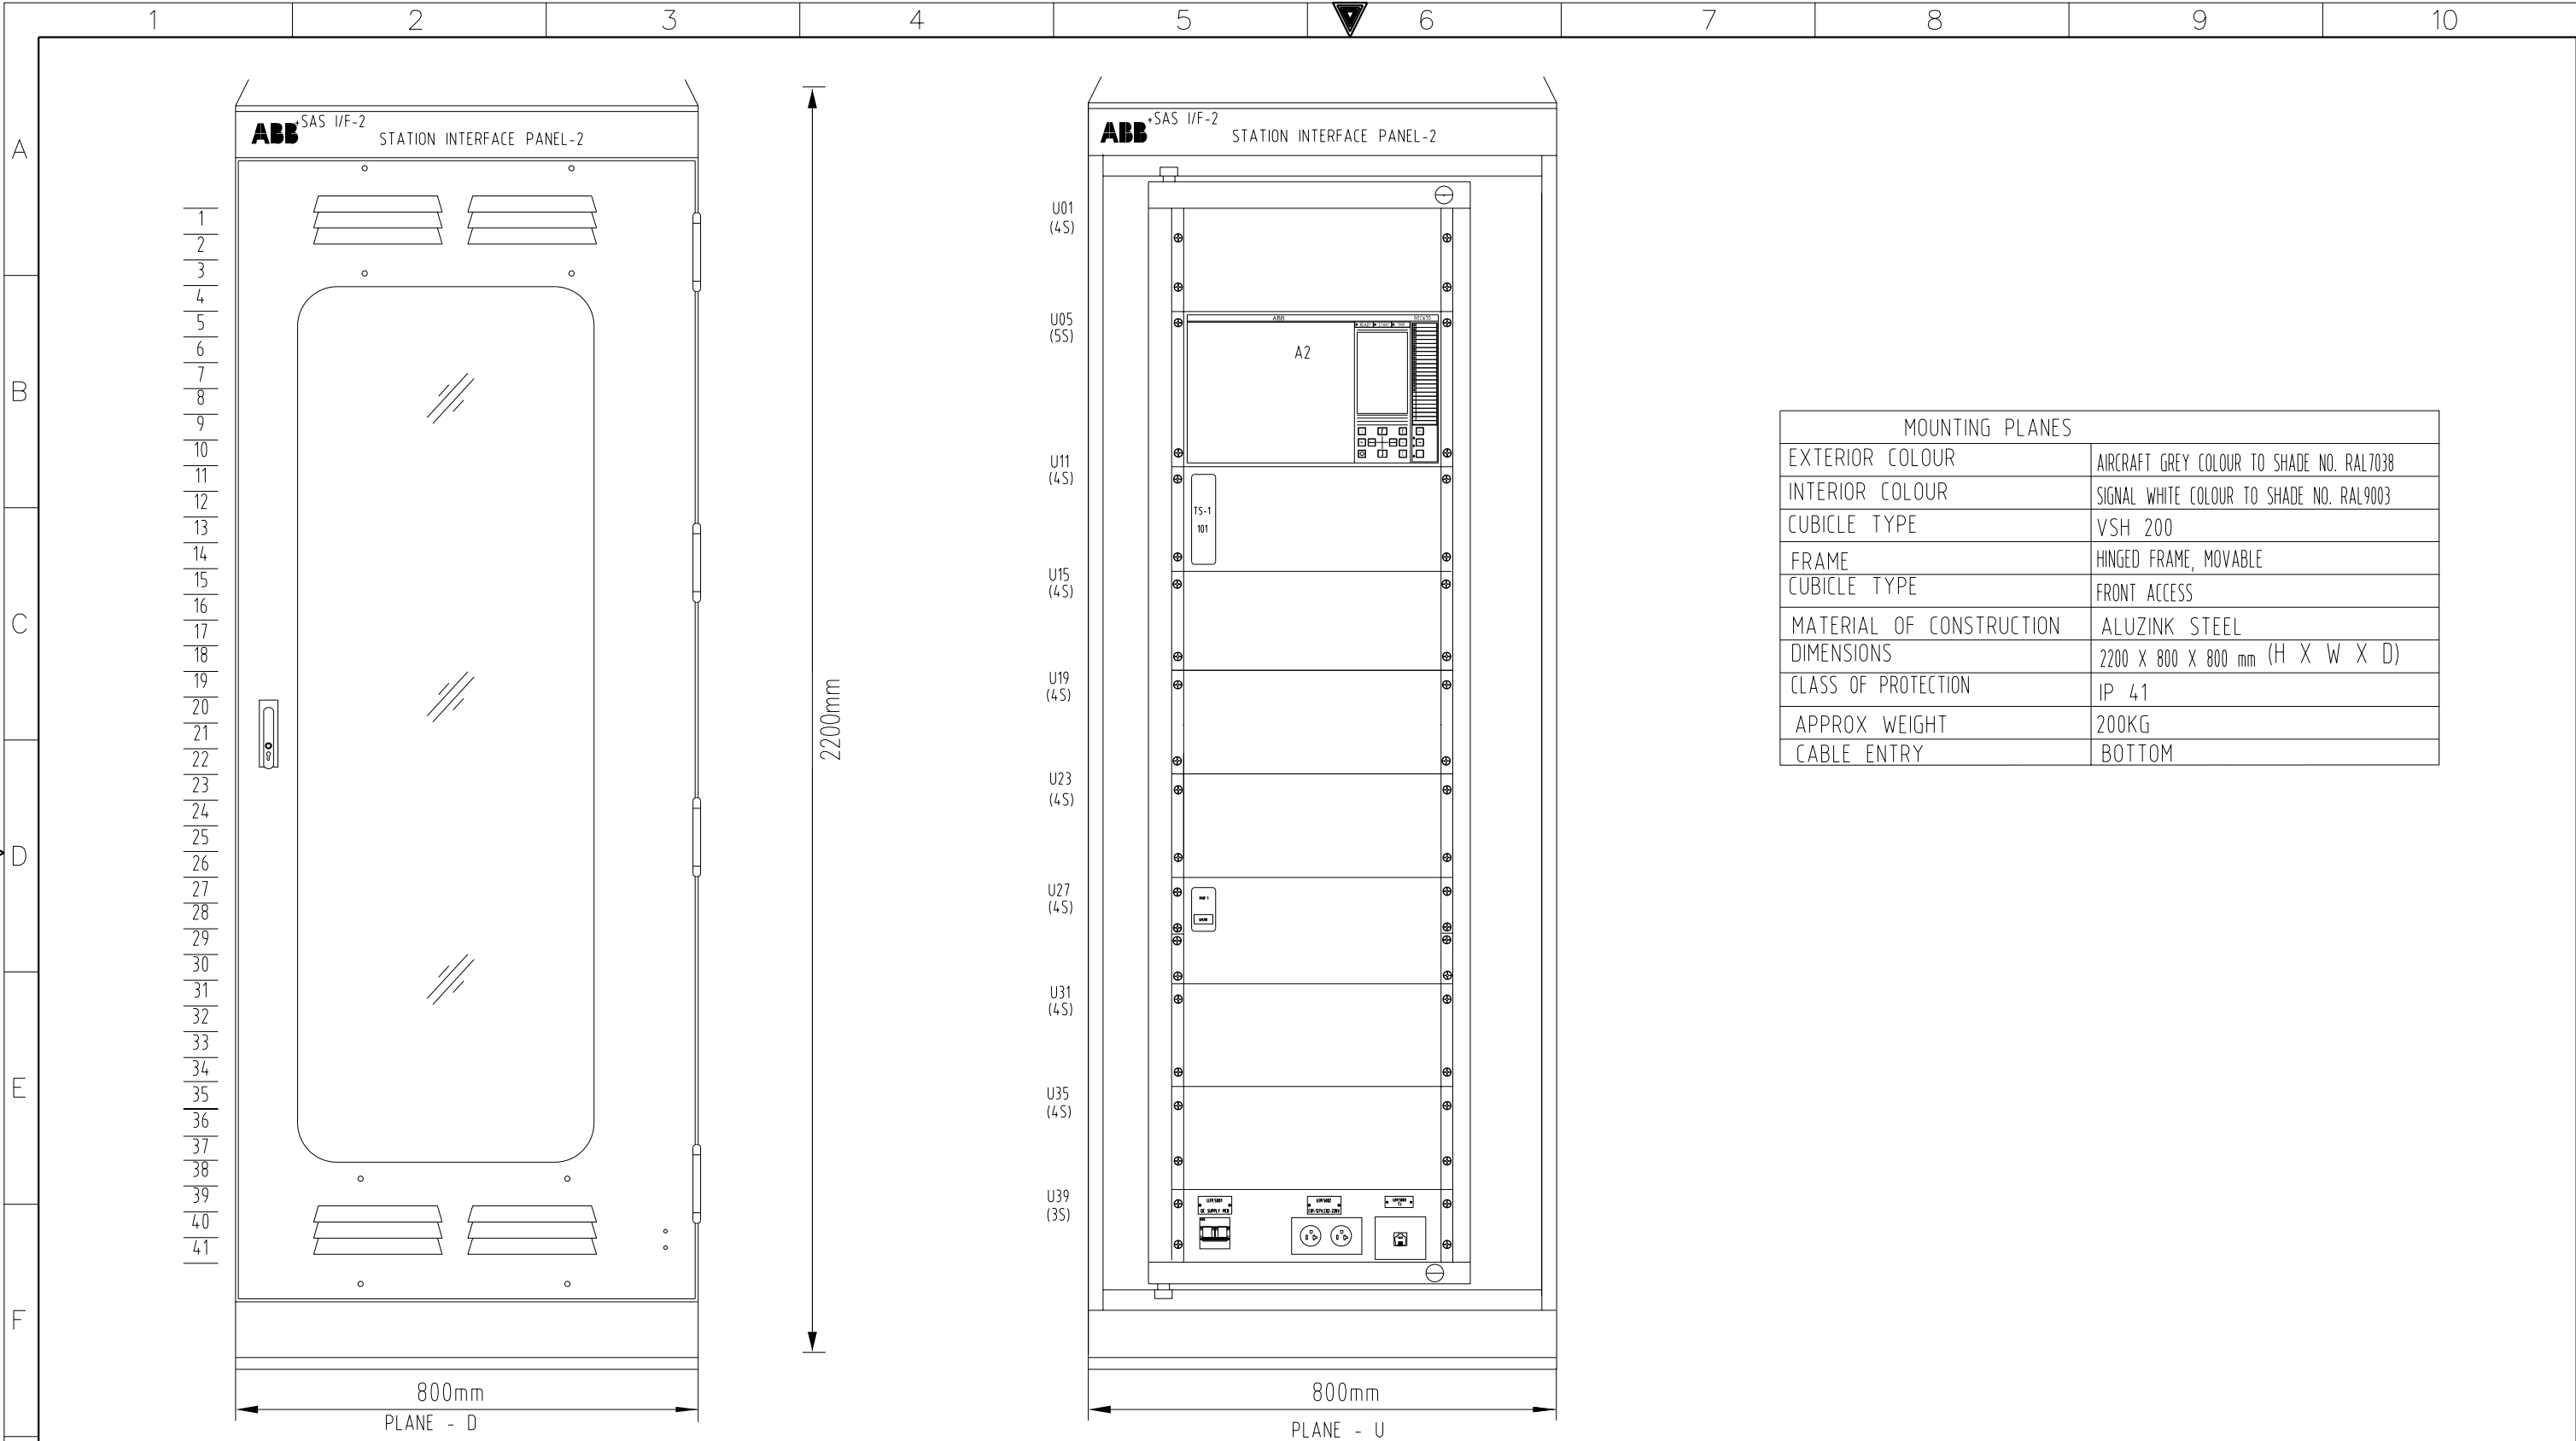 1 2 3 4 5 6 7 8 9 10
A
B
C
D
E
F
ABB +SAS I/F-2
STATION INTERFACE PANEL-2
1
2
3
4
5
6
7
8
9
10
11
12
13
14
15
16
17
18
19
20
21
22
23
24
25
26
27
28
29
30
31
32
33
34
35
36
37
38
39
40
41
2200mm
800mm
PLANE - D
ABB +SAS I/F-2
STATION INTERFACE PANEL-2
U01
(4S)
U05
(5S)
ABB
A2
U11
(4S)
TS-1
101
U15
(4S)
U19
(4S)
U23
(4S)
U27
(4S)
U31
(4S)
U35
(4S)
U39
(3S)
DC SUPPLY MCB
800mm
PLANE - U
MOUNTING PLANES
EXTERIOR COLOUR AIRCRAFT GREY COLOUR TO SHADE NO. RAL7038
INTERIOR COLOUR SIGNAL WHITE COLOUR TO SHADE NO. RAL9003
CUBICLE TYPE VSH 200
FRAME HINGED FRAME, MOVABLE
CUBICLE TYPE FRONT ACCESS
MATERIAL OF CONSTRUCTION ALUZINK STEEL
DIMENSIONS 2200 X 800 X 800 mm (H X W X D)
CLASS OF PROTECTION IP 41
APPROX WEIGHT 200KG
CABLE ENTRY BOTTOM